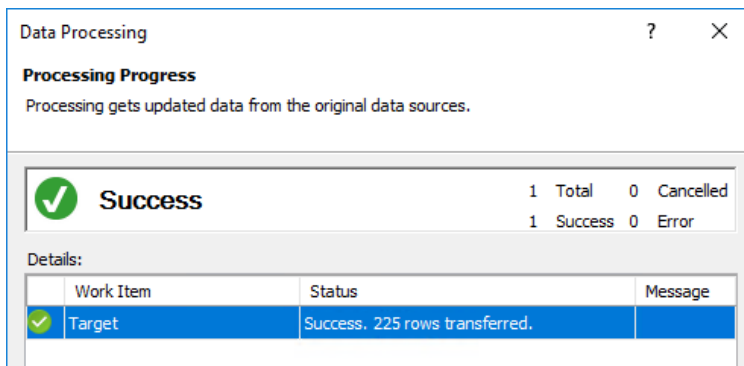 Data Processing ?
Processing Progress
Processing gets updated data from the original data sources.
Success
1 Total 0 Cancelled
1 Success 0 Error
Details:
Work Item Status Message
Target Success. 225 rows transferred.